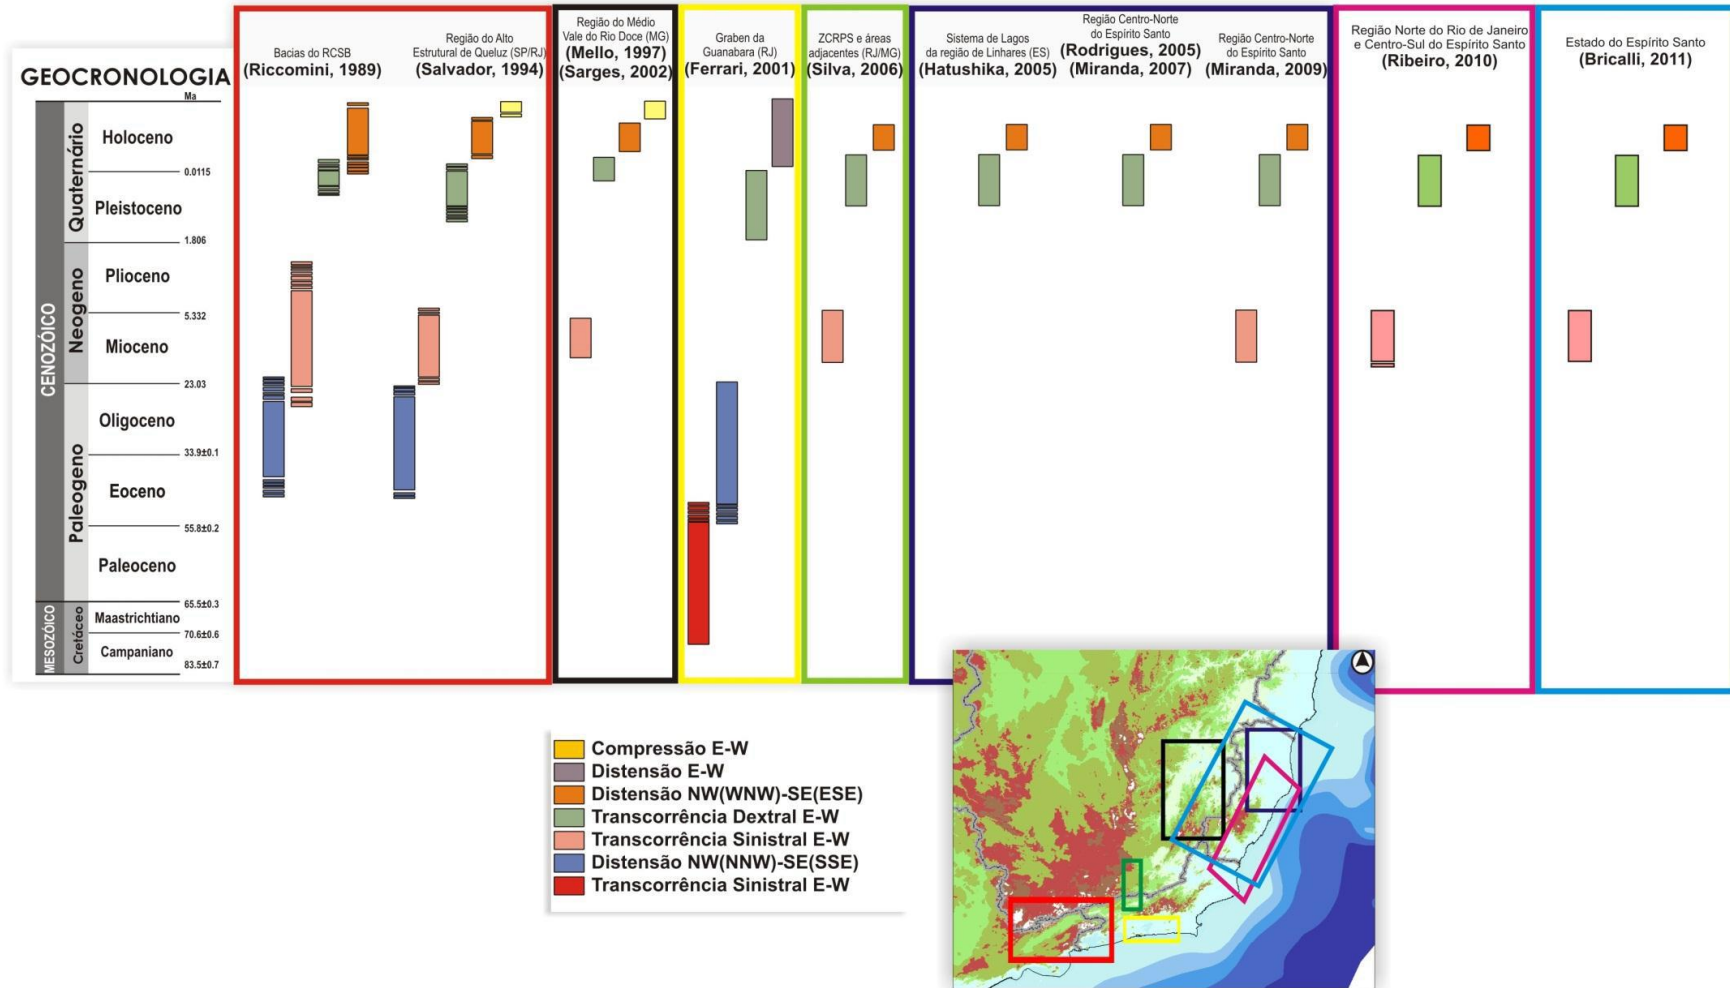 GEOCRONOLOGIA
Ma
CENOZÓICO
MESOZÓICO
Quaternário
Neogeno
Paleogeno
Cretáceo
Holoceno
0.0115
Pleistoceno
1.806
Plioceno
5.332
Mioceno
23.03
Oligoceno
33.9±0.1
Eoceno
55.8±0.2
Paleoceno
65.5±0.3
Maastrichtiano
70.6±0.6
Campaniano
83.5±0.7
Bacias do RCSB
(Riccomini, 1989)
Região do Alto
Estrutural de Queluz (SP/RJ)
(Salvador, 1994)
Região do Médio
Vale do Rio Doce (MG)
(Mello, 1997)
(Sarges, 2002)
Graben da
Guanabara (RJ)
(Ferrari, 2001)
ZCRPS e áreas
adjacentes (RJ/MG)
(Silva, 2006)
Sistema de Lagos
da região de Linhares (ES)
(Hatushika, 2005)
Região Centro-Norte
do Espírito Santo
(Rodrigues, 2005)
(Miranda, 2007)
Região Centro-Norte
do Espírito Santo
(Miranda, 2009)
Região Norte do Rio de Janeiro
e Centro-Sul do Espírito Santo
(Ribeiro, 2010)
Estado do Espírito Santo
(Bricalli, 2011)
Compressão E-W
Distensão E-W
Distensão NW(WNW)-SE(ESE)
Transcorrência Dextral E-W
Transcorrência Sinistral E-W
Distensão NW(NNW)-SE(SSE)
Transcorrência Sinistral E-W